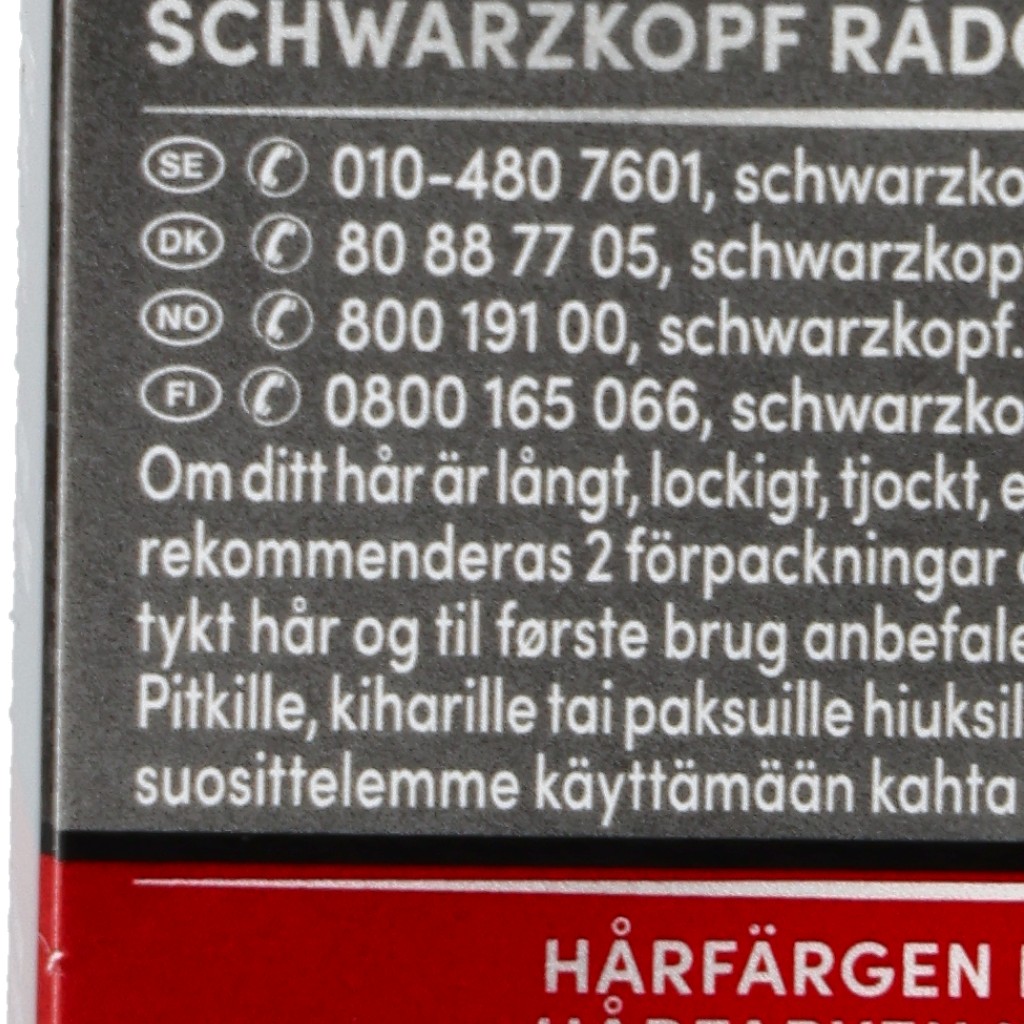 SCHWARZKOPF
SE 010-480 7601, schwarzko
DK 80 88 77 05, schwarzkop
NO 800 191 00, schwarzkopf.
FI 0800 165 066, schwarzko
Om ditt hår är långt, lockigt, tjockt, e
rekommenderas 2 förpackningar
tykt hår og til første brug anbefale
Pitkille, kiharille tai paksuille hiuksil
suosittelemme käyttämään kahta
HÅRFÄRGEN